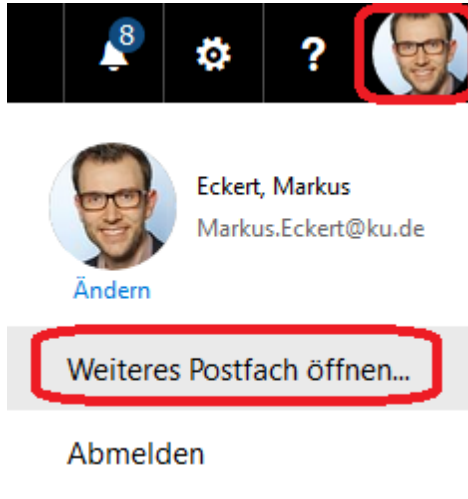 8
?
Eckert, Markus
Markus.Eckert@ku.de
Ändern
Weiteres Postfach öffnen...
Abmelden